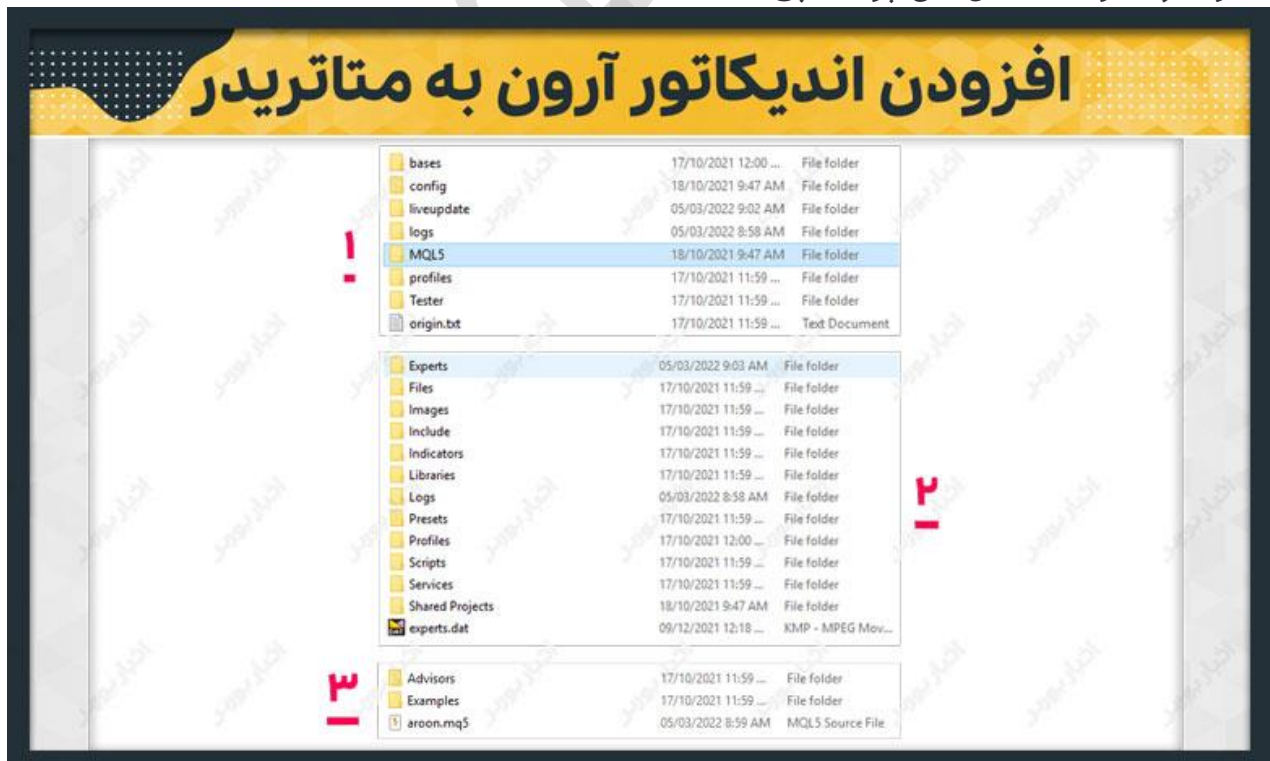 افزودن اندیکاتور آرون به متاتریدر
۱
bases 17/10/2021 12:00 ... File folder
config 18/10/2021 9:47 AM File folder
liveupdate 05/03/2022 9:02 AM File folder
logs 05/03/2022 8:58 AM File folder
MQL5 18/10/2021 9:47 AM File folder
profiles 17/10/2021 11:59 ... File folder
Tester 17/10/2021 11:59 ... File folder
origin.txt 17/10/2021 11:59 ... Text Document
۲
Experts 05/03/2022 9:03 AM File folder
Files 17/10/2021 11:59 ... File folder
Images 17/10/2021 11:59 ... File folder
Include 17/10/2021 11:59 ... File folder
Indicators 17/10/2021 11:59 ... File folder
Libraries 17/10/2021 11:59 ... File folder
Logs 05/03/2022 8:58 AM File folder
Presets 17/10/2021 11:59 ... File folder
Profiles 17/10/2021 12:00 ... File folder
Scripts 17/10/2021 11:59 ... File folder
Services 17/10/2021 11:59 ... File folder
Shared Projects 18/10/2021 9:47 AM File folder
experts.dat 09/12/2021 12:18 ... KMP - MPEG Mov...
۳
Advisors 17/10/2021 11:59 ... File folder
Examples 17/10/2021 11:59 ... File folder
aroon.mq5 05/03/2022 8:59 AM MQL5 Source File